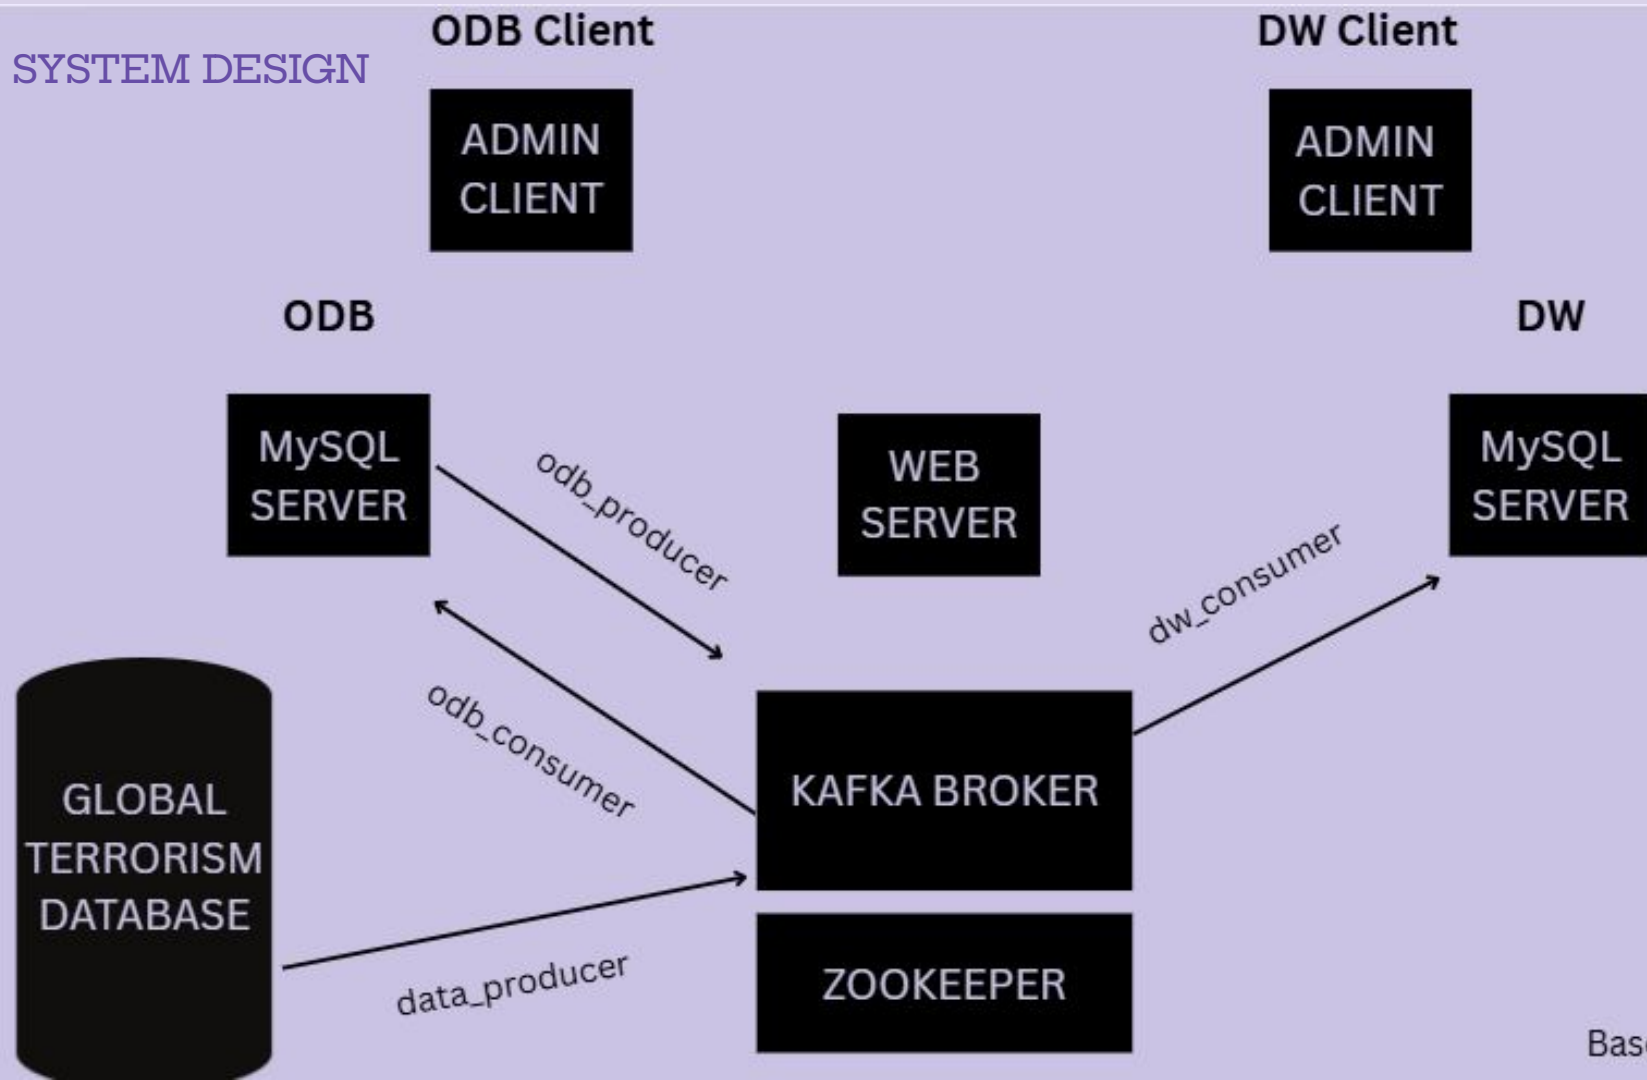 ODB Client
DW Client
SYSTEM DESIGN
ADMIN
CLIENT
ADMIN
CLIENT
ODB
DW
MySQL
SERVER
odb_producer
WEB
SERVER
MySQL
SERVER
dw_consumer
odb_consumer
GLOBAL
TERRORISM
DATABASE
KAFKA BROKER
data_producer
ZOOKEEPER